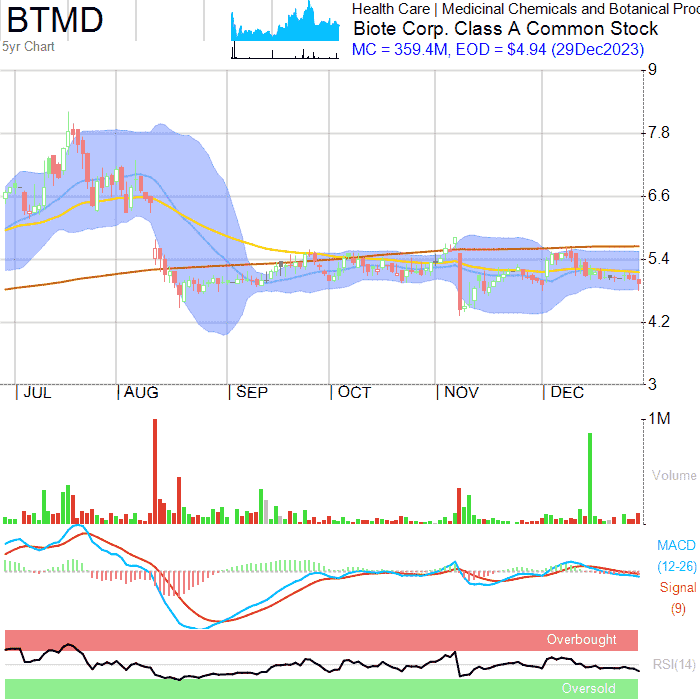 BTMD
5yr Chart
Health Care | Medicinal Chemicals and Botanical Pro
Biote Corp. Class A Common Stock
MC = 359.4M, EOD = $4.94 (29Dec2023)
9
7.8
6.6
5.4
4.2
3
JUL AUG SEP OCT NOV DEC
1M
Volume
MACD
(12-26)
Signal
(9)
Overbought
RSI(14)
Oversold